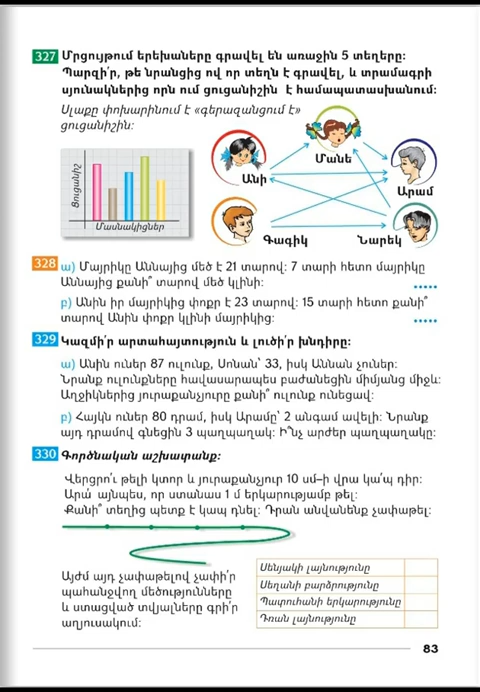 327 Մրցույթում երեխաները գրավել են առաջին 5 տեղերը:
Պարզի՛ր, թե նրանցից ով որ տեղն է գրավել, և տրամագրի
սյունակներից որն ում ցուցանիշին է համապատասխանում:
Սլաքը փոխարինում է «գերազանցում է»
ցուցանիշին:
Ցուցանիշ
Մասնակիցներ
Մանե
Անի
Արամ
Գագիկ
Նարեկ
328 ա) Մայրիկը Աննայից մեծ է 21 տարով: 7 տարի հետո մայրիկը
Աննայից քանի՞ տարով մեծ կլինի: .....
բ) Անին իր մայրիկից փոքր է 23 տարով: 15 տարի հետո քանի՞
տարով Անին փոքր կլինի մայրիկից: .....
329 Կազմի՛ր արտահայտություն և լուծի՛ր խնդիրը:
ա) Անին ուներ 87 ուլունք, Սոնան՝ 33, իսկ Աննան չուներ:
Նրանք ուլունքները հավասարապես բաժանեցին միմյանց միջև:
Աղջիկներից յուրաքանչյուրը քանի՞ ուլունք ունեցավ:
բ) Հայկն ուներ 80 դրամ, իսկ Արամը՝ 2 անգամ ավելի: Նրանք
այդ դրամով գնեցին 3 պաղպաղակ: Ի՞նչ արժեր պաղպաղակը:
330 Գործնական աշխատանք:
Վերցրո՛ւ թելի կտոր և յուրաքանչյուր 10 սմ-ի վրա կա՛պ դիր:
Արա՛ այնպես, որ ստանաս 1 մ երկարությամբ թել:
Քանի՞ տեղից պետք է կապ դնել: Դրան անվանենք չափաթել:
Այժմ այդ չափաթելով չափի՛ր
պահանջվող մեծությունները
և ստացված տվյալները գրի՛ր
աղյուսակում:
Սենյակի լայնությունը
Սեղանի բարձրությունը
Պատուհանի երկարությունը
Դռան լայնությունը
83